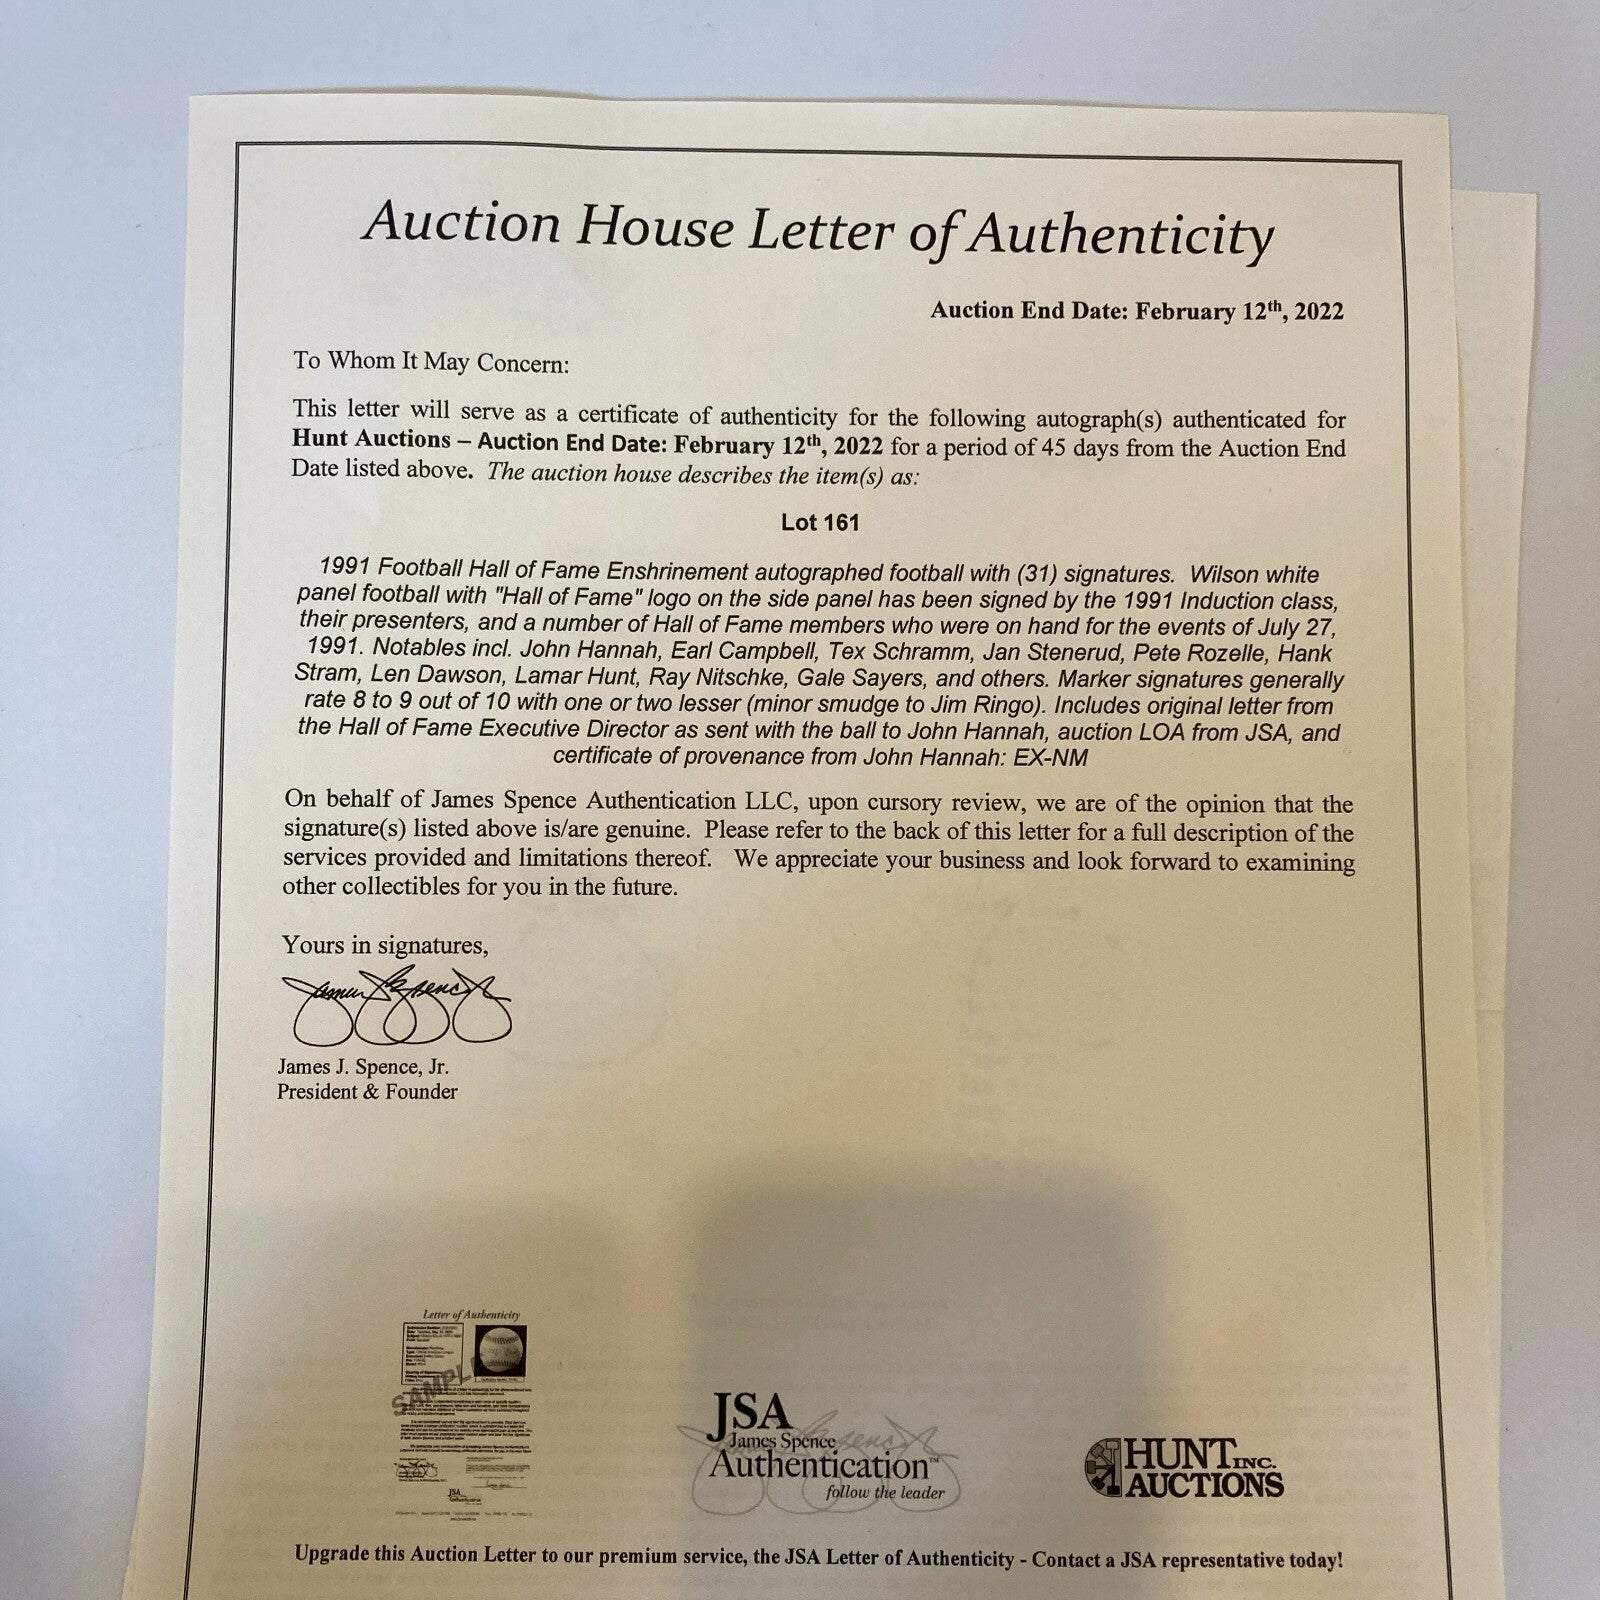 Auction House Letter of Authenticity
Auction End Date: February 12th, 2022
To Whom It May Concern:
This letter will serve as a certificate of authenticity for the following autograph(s) authenticated for
Hunt Auctions – Auction End Date: February 12th, 2022 for a period of 45 days from the Auction End
Date listed above. The auction house describes the item(s) as:
Lot 161
1991 Football Hall of Fame Enshrinement autographed football with (31) signatures. Wilson white
panel football with "Hall of Fame" logo on the side panel has been signed by the 1991 Induction class,
their presenters, and a number of Hall of Fame members who were on hand for the events of July 27,
1991. Notables incl. John Hannah, Earl Campbell, Tex Schramm, Jan Stenerud, Pete Rozelle, Hank
Stram, Len Dawson, Lamar Hunt, Ray Nitschke, Gale Sayers, and others. Marker signatures generally
rate 8 to 9 out of 10 with one or two lesser (minor smudge to Jim Ringo). Includes original letter from
the Hall of Fame Executive Director as sent with the ball to John Hannah, auction LOA from JSA, and
certificate of provenance from John Hannah: EX-NM
On behalf of James Spence Authentication LLC, upon cursory review, we are of the opinion that the
signature(s) listed above is/are genuine. Please refer to the back of this letter for a full description of the
services provided and limitations thereof. We appreciate your business and look forward to examining
other collectibles for you in the future.
Yours in signatures,
James J. Spence, Jr.
President & Founder
Letter of Authenticity
SAMPLE
JSA
James Spence
Authentication™
follow the leader
HUNT INC.
AUCTIONS
Upgrade this Auction Letter to our premium service, the JSA Letter of Authenticity - Contact a JSA representative today!